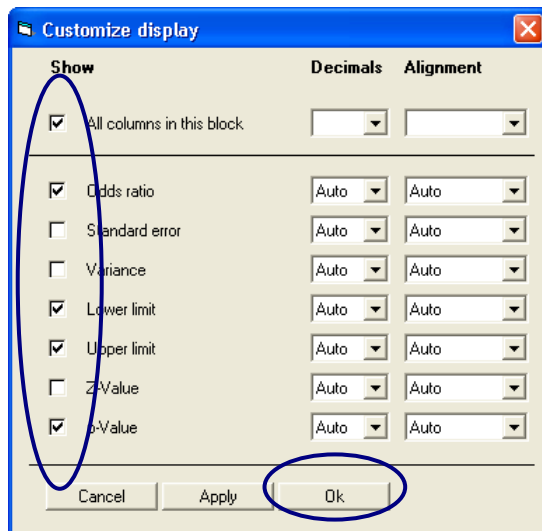 Customize display
Show Decimals Alignment
All columns in this block
Odds ratio Auto Auto
Standard error Auto Auto
Variance Auto Auto
Lower limit Auto Auto
Upper limit Auto Auto
Z-Value Auto Auto
p-Value Auto Auto
Cancel Apply Ok